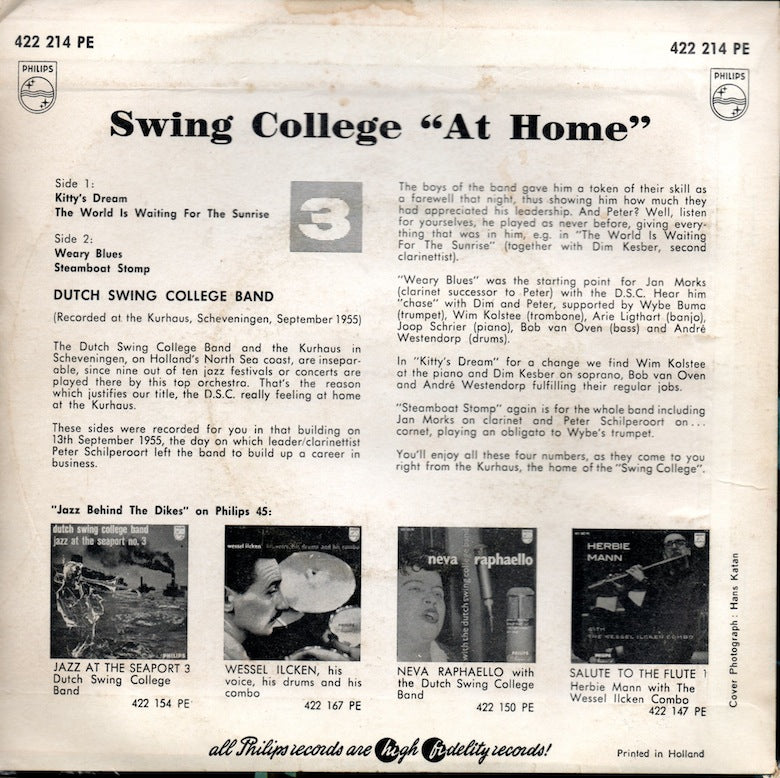 422 214 PE
422 214 PE
PHILIPS
PHILIPS
Swing College “At Home”
Side 1:
Kitty's Dream
The World Is Waiting For The Sunrise
Side 2:
Weary Blues
Steamboat Stomp
3
DUTCH SWING COLLEGE BAND
(Recorded at the Kurhaus, Scheveningen, September 1955)
The Dutch Swing College Band and the Kurhaus in
Scheveningen, on Holland's North Sea coast, are insepar-
able, since nine out of ten jazz festivals or concerts are
played there by this top orchestra. That's the reason
which justifies our title, the D.S.C. really feeling at home
at the Kurhaus.
These sides were recorded for you in that building on
13th September 1955, the day on which leader/clarinettist
Peter Schilperoort left the band to build up a career in
business.
The boys of the band gave him a token of their skill as
a farewell that night, thus showing him how much they
had appreciated his leadership. And Peter? Well, listen
for yourselves, he played as never before, giving every-
thing that was in him, e.g. in "The World Is Waiting
For The Sunrise" (together with Dim Kesber, second
clarinettist).
"Weary Blues" was the starting point for Jan Morks
(clarinet successor to Peter) with the D.S.C. Hear him
"chase" with Dim and Peter, supported by Wybe Buma
(trumpet), Wim Kolstee (trombone), Arie Ligthart (banjo),
Joop Schrier (piano), Bob van Oven (bass) and André
Westendorp (drums).
In "Kitty's Dream" for a change we find Wim Kolstee
at the piano and Dim Kesber on soprano, Bob van Oven
and André Westendorp fulfilling their regular jobs.
"Steamboat Stomp" again is for the whole band including
Jan Morks on clarinet and Peter Schilperoort on...
cornet, playing an obligato to Wybe's trumpet.
You'll enjoy all these four numbers, as they come to you
right from the Kurhaus, the home of the "Swing College".
"Jazz Behind The Dikes" on Philips 45:
dutch swing college band
jazz at the seaport no. 3
PHILIPS
JAZZ AT THE SEAPORT 3
Dutch Swing College
Band
422 154 PE
wessel ilcken his voice, his drums and his combo
WESSEL ILCKEN, his
voice, his drums and his
combo
422 167 PE
neva raphaello
with the dutch swing college band
PHILIPS
NEVA RAPHAELLO with
the Dutch Swing College
Band
422 150 PE
HERBIE
MANN
WITH
THE WESSEL ILCKEN COMBO
SALUTE TO THE FLUTE 1
Herbie Mann with The
Wessel Ilcken Combo
422 147 PE
Cover Photograph: Hans Katan
all Philips records are high fidelity records!
Printed in Holland